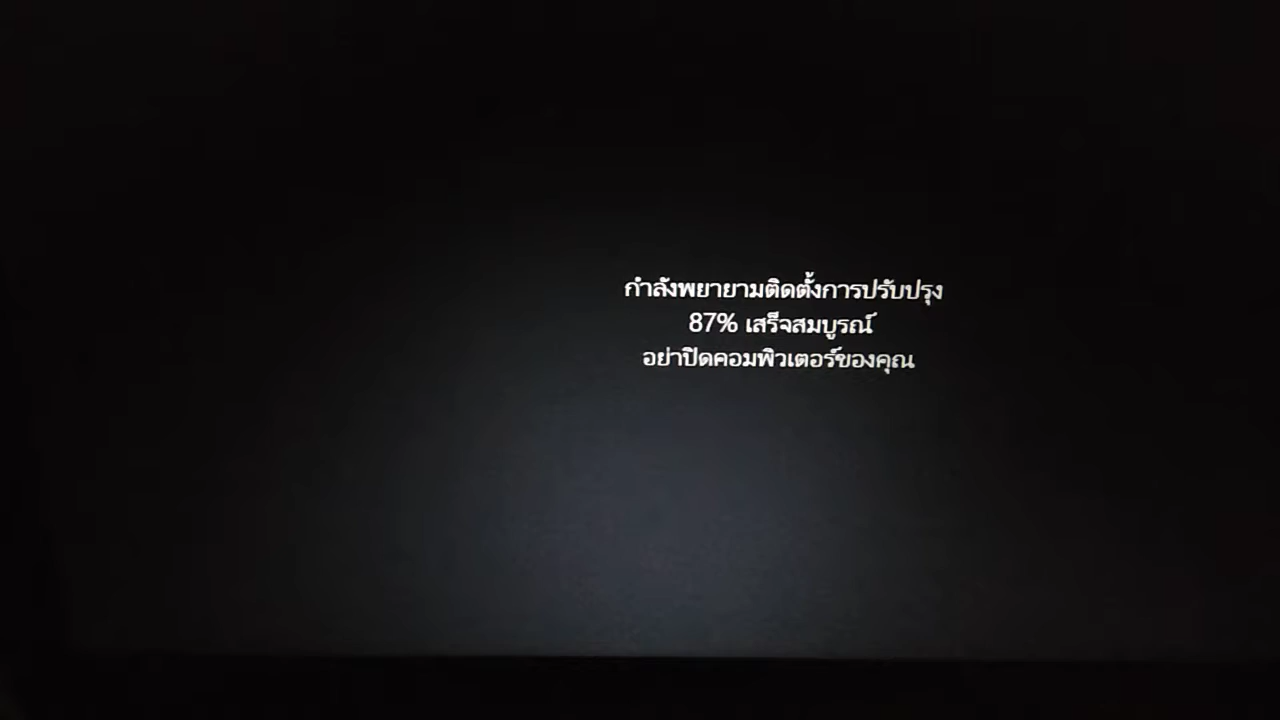 กำลังพยายามติดตั้งการปรับปรุง
87% เสร็จสมบูรณ์
อย่าปิดคอมพิวเตอร์ของคุณ